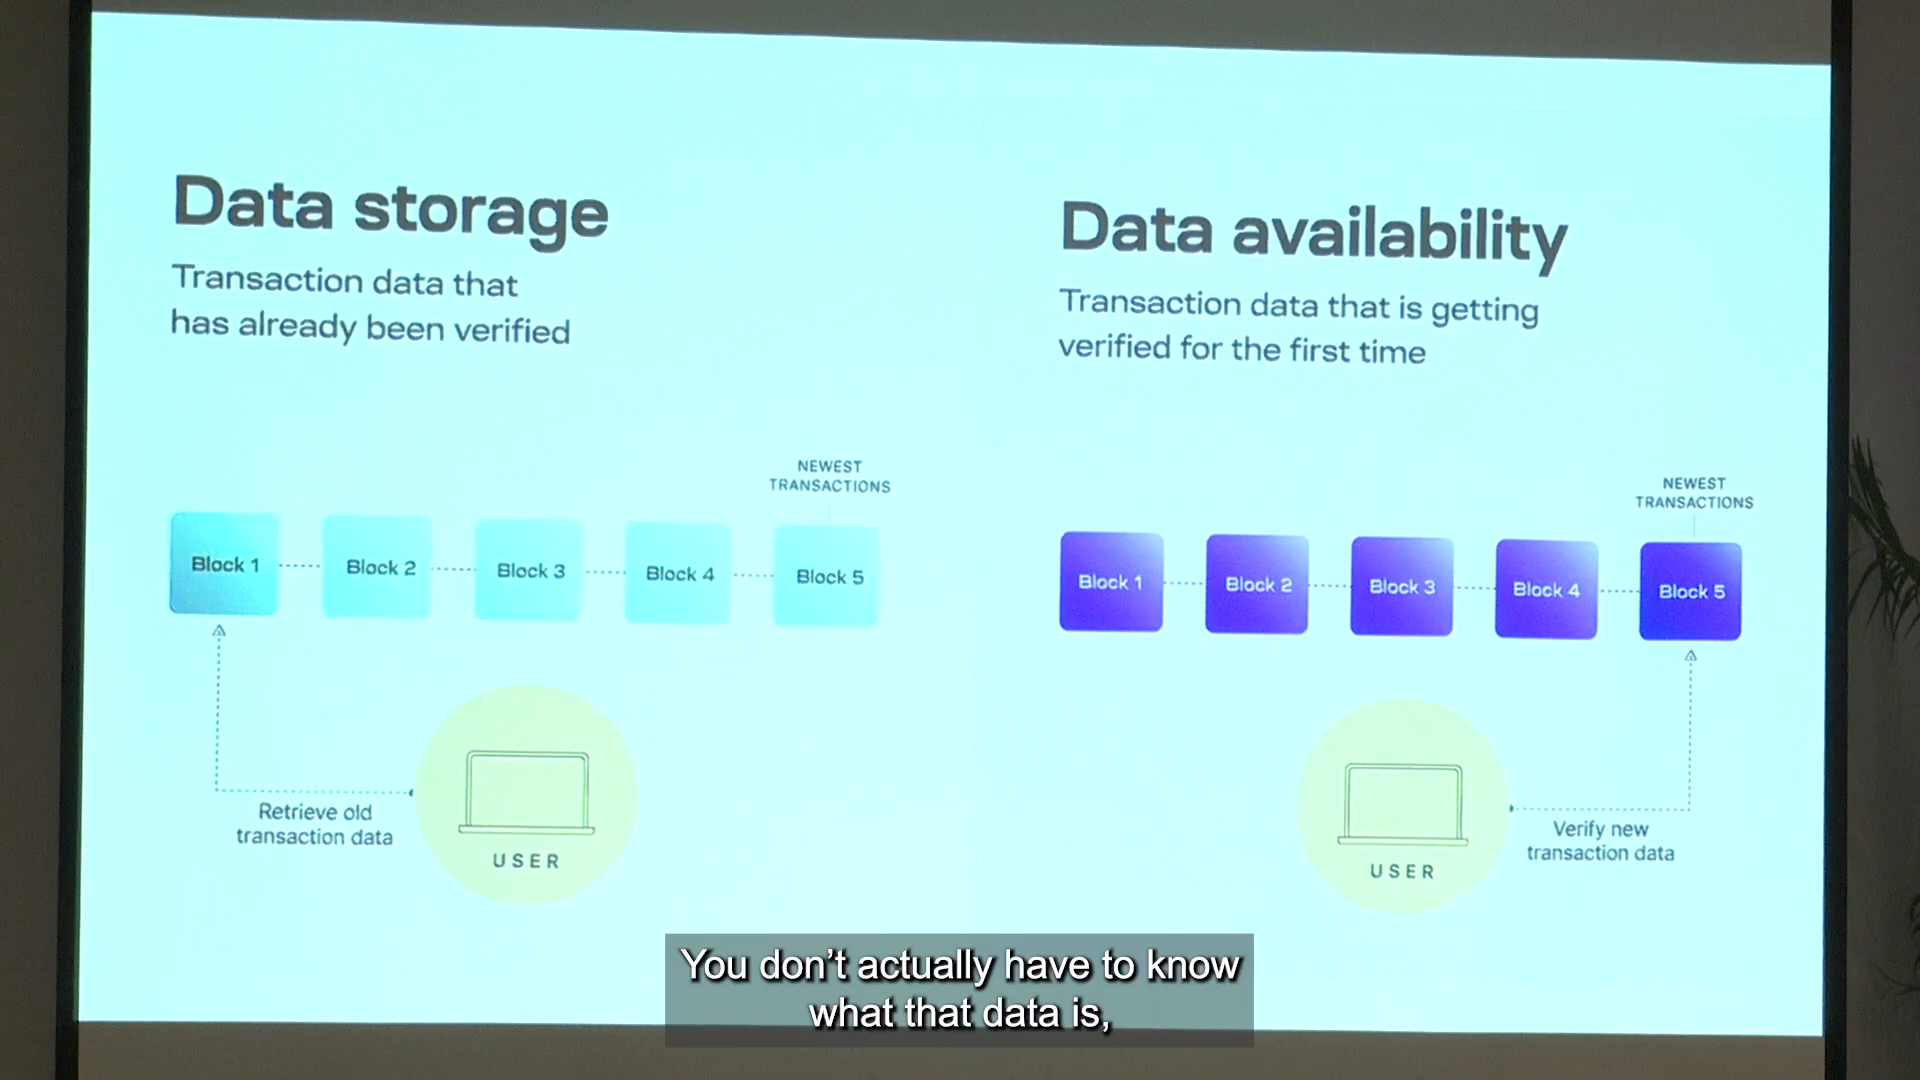 Data storage
Transaction data that
has already been verified
NEWEST
TRANSACTIONS
Block 1
Block 2
Block 3
Block 4
Block 5
Retrieve old
transaction data
USER
Data availability
Transaction data that is getting
verified for the first time
NEWEST
TRANSACTIONS
Block 1
Block 2
Block 3
Block 4
Block 5
Verify new
transaction data
USER
You don’t actually have to know
what that data is,